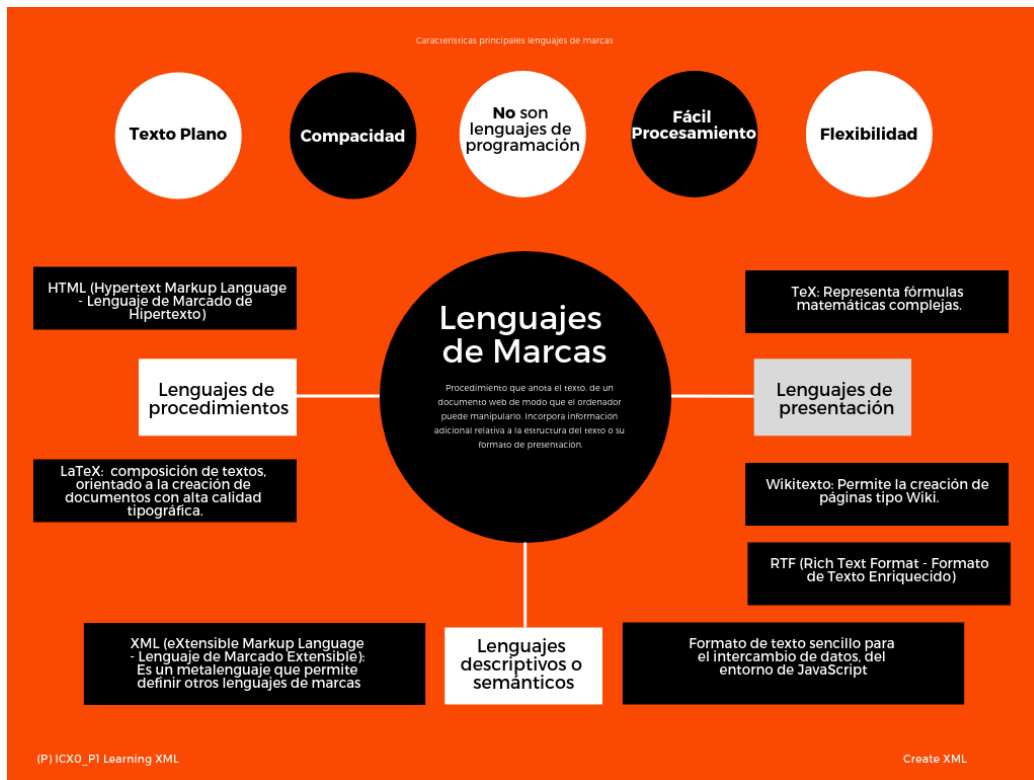 Características principales lenguajes de marcas
Texto Plano
Compacidad
No son
lenguajes de
programación
Fácil
Procesamiento
Flexibilidad
HTML (Hypertext Markup Language
- Lenguaje de Marcado de
Hipertexto)
Lenguajes de
procedimientos
LaTeX:  composición de textos,
orientado a la creación de
documentos con alta calidad
tipográfica.
Lenguajes
de Marcas
Procedimiento que anota el texto, de un
documento web de modo que el ordenador
puede manipularlo. Incorpora información
adicional relativa a la estructura del texto o su
formato de presentación.
TeX: Representa fórmulas
matemáticas complejas.
Lenguajes de
presentación
Wikitexto: Permite la creación de
páginas tipo Wiki.
RTF (Rich Text Format - Formato
de Texto Enriquecido)
XML (eXtensible Markup Language
- Lenguaje de Marcado Extensible):
Es un metalenguaje que permite
definir otros lenguajes de marcas
Lenguajes
descriptivos o
semánticos
Formato de texto sencillo para
el intercambio de datos, del
entorno de JavaScript
(P) ICX0_P1 Learning XML
Create XML